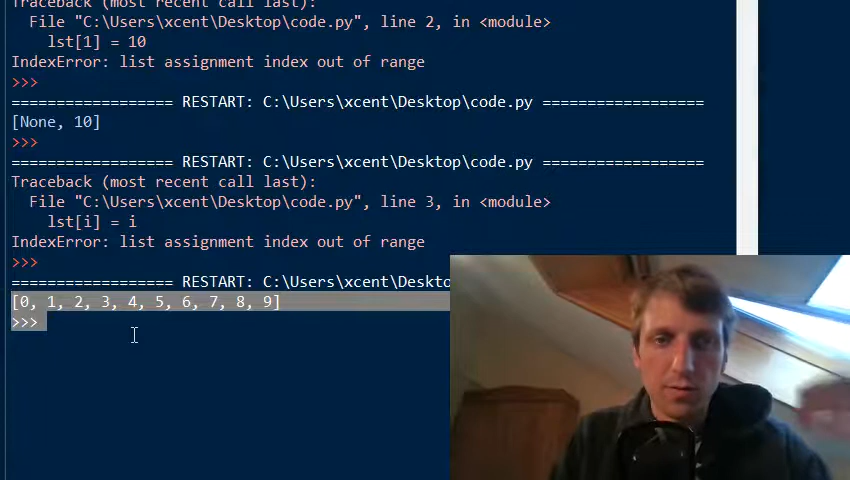 Traceback (most recent call last):
File "C:\Users\xcent\Desktop\code.py", line 2, in <module>
lst[1] = 10
IndexError: list assignment index out of range
>>>
================== RESTART: C:\Users\xcent\Desktop\code.py ==================
[None, 10]
>>>
================== RESTART: C:\Users\xcent\Desktop\code.py ==================
Traceback (most recent call last):
File "C:\Users\xcent\Desktop\code.py", line 3, in <module>
lst[i] = i
IndexError: list assignment index out of range
>>>
================== RESTART: C:\Users\xcent\Deskto
[0, 1, 2, 3, 4, 5, 6, 7, 8, 9]
>>>